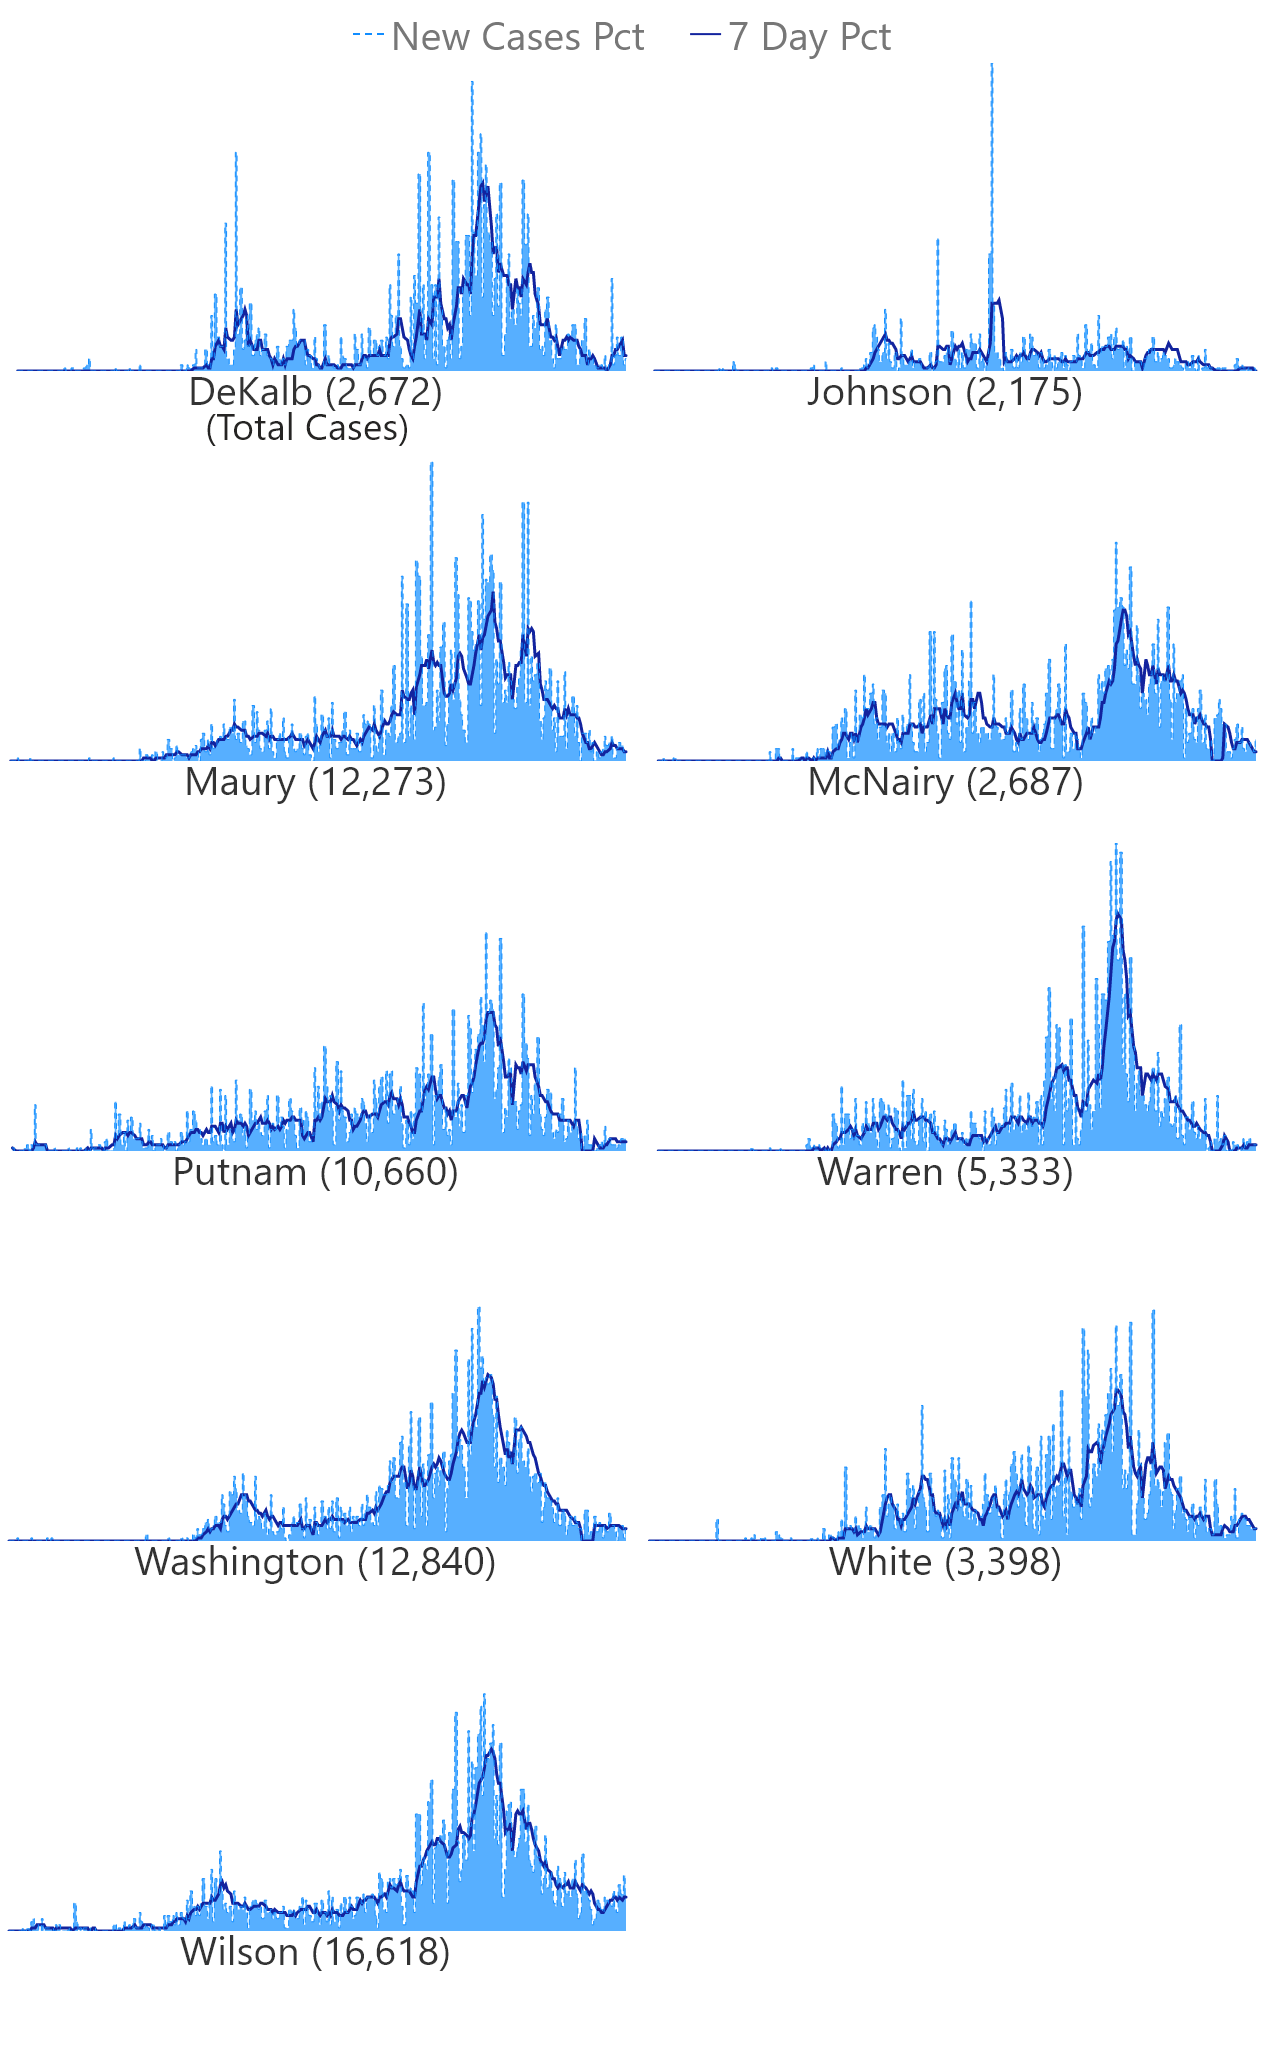 New Cases Pct 7 Day Pct
DeKalb (2,672) Johnson (2,175)
(Total Cases)
Maury (12,273) McNairy (2,687)
Putnam (10,660) Warren (5,333)
Washington (12,840) White (3,398)
Wilson (16,618)